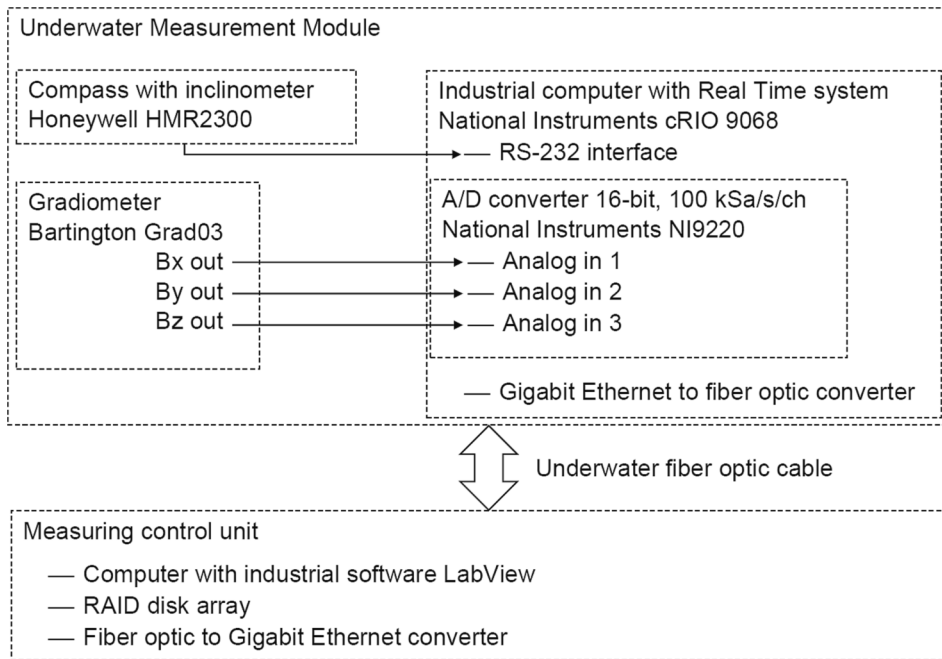 Underwater Measurement Module
Compass with inclinometer
Honeywell HMR2300
Industrial computer with Real Time system
National Instruments cRIO 9068
— RS-232 interface
Gradiometer
Bartington Grad03
Bx out
By out
Bz out
A/D converter 16-bit, 100 kSa/s/ch
National Instruments NI9220
— Analog in 1
— Analog in 2
— Analog in 3
— Gigabit Ethernet to fiber optic converter
Underwater fiber optic cable
Measuring control unit
— Computer with industrial software LabView
— RAID disk array
— Fiber optic to Gigabit Ethernet converter